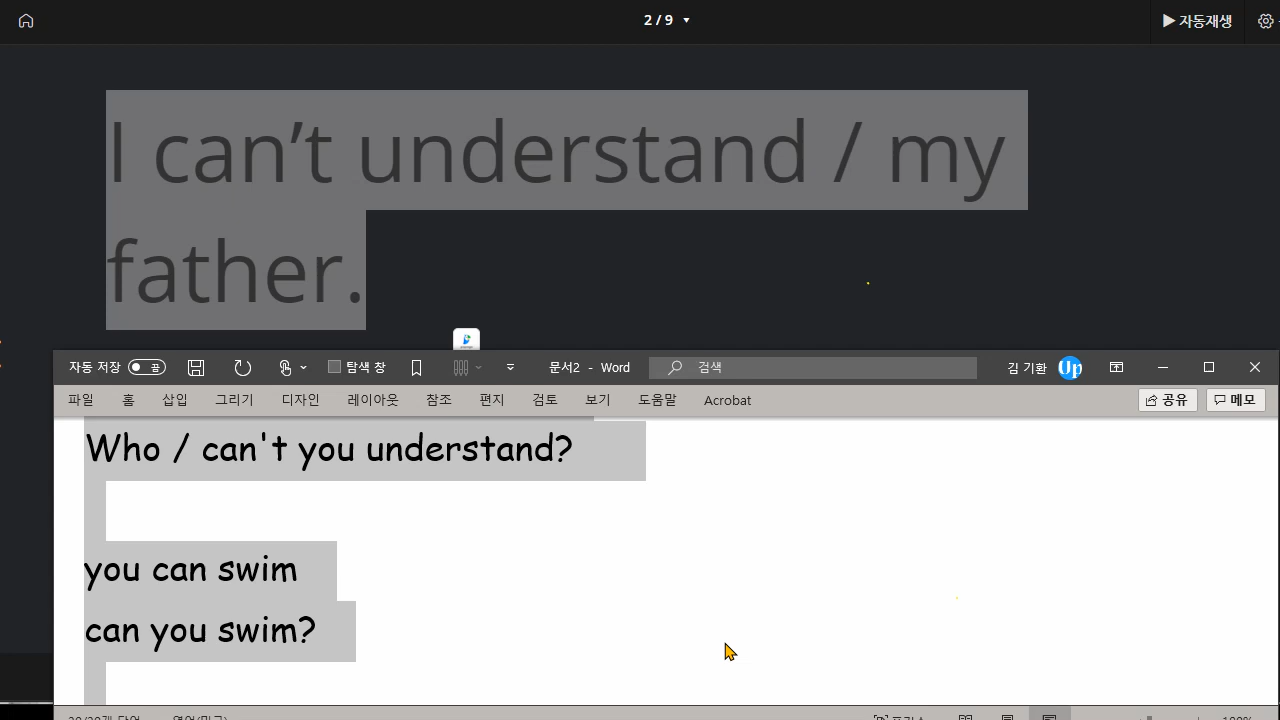 2 / 9
자동재생
I can’t understand / my
father.
자동 저장 끔 탐색 창 문서2 - Word 검색 김 기환 Up
파일 홈 삽입 그리기 디자인 레이아웃 참조 편지 검토 보기 도움말 Acrobat 공유 메모
Who / can't you understand?
you can swim
can you swim?